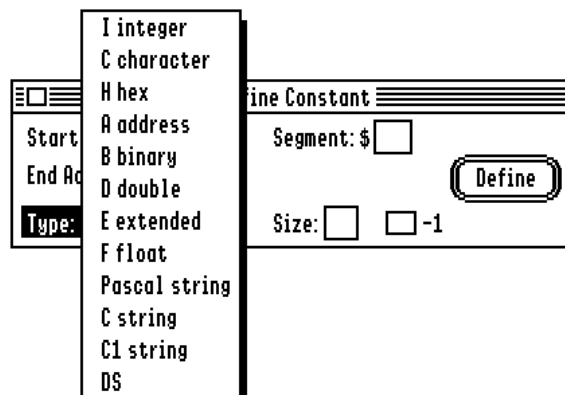 I integer
C character
H hex
A address
B binary
D double
E extended
F float
Pascal string
C string
C1 string
DS
ine Constant
Start
Segment: $
End Ad
Define
Type:
Size:
-1